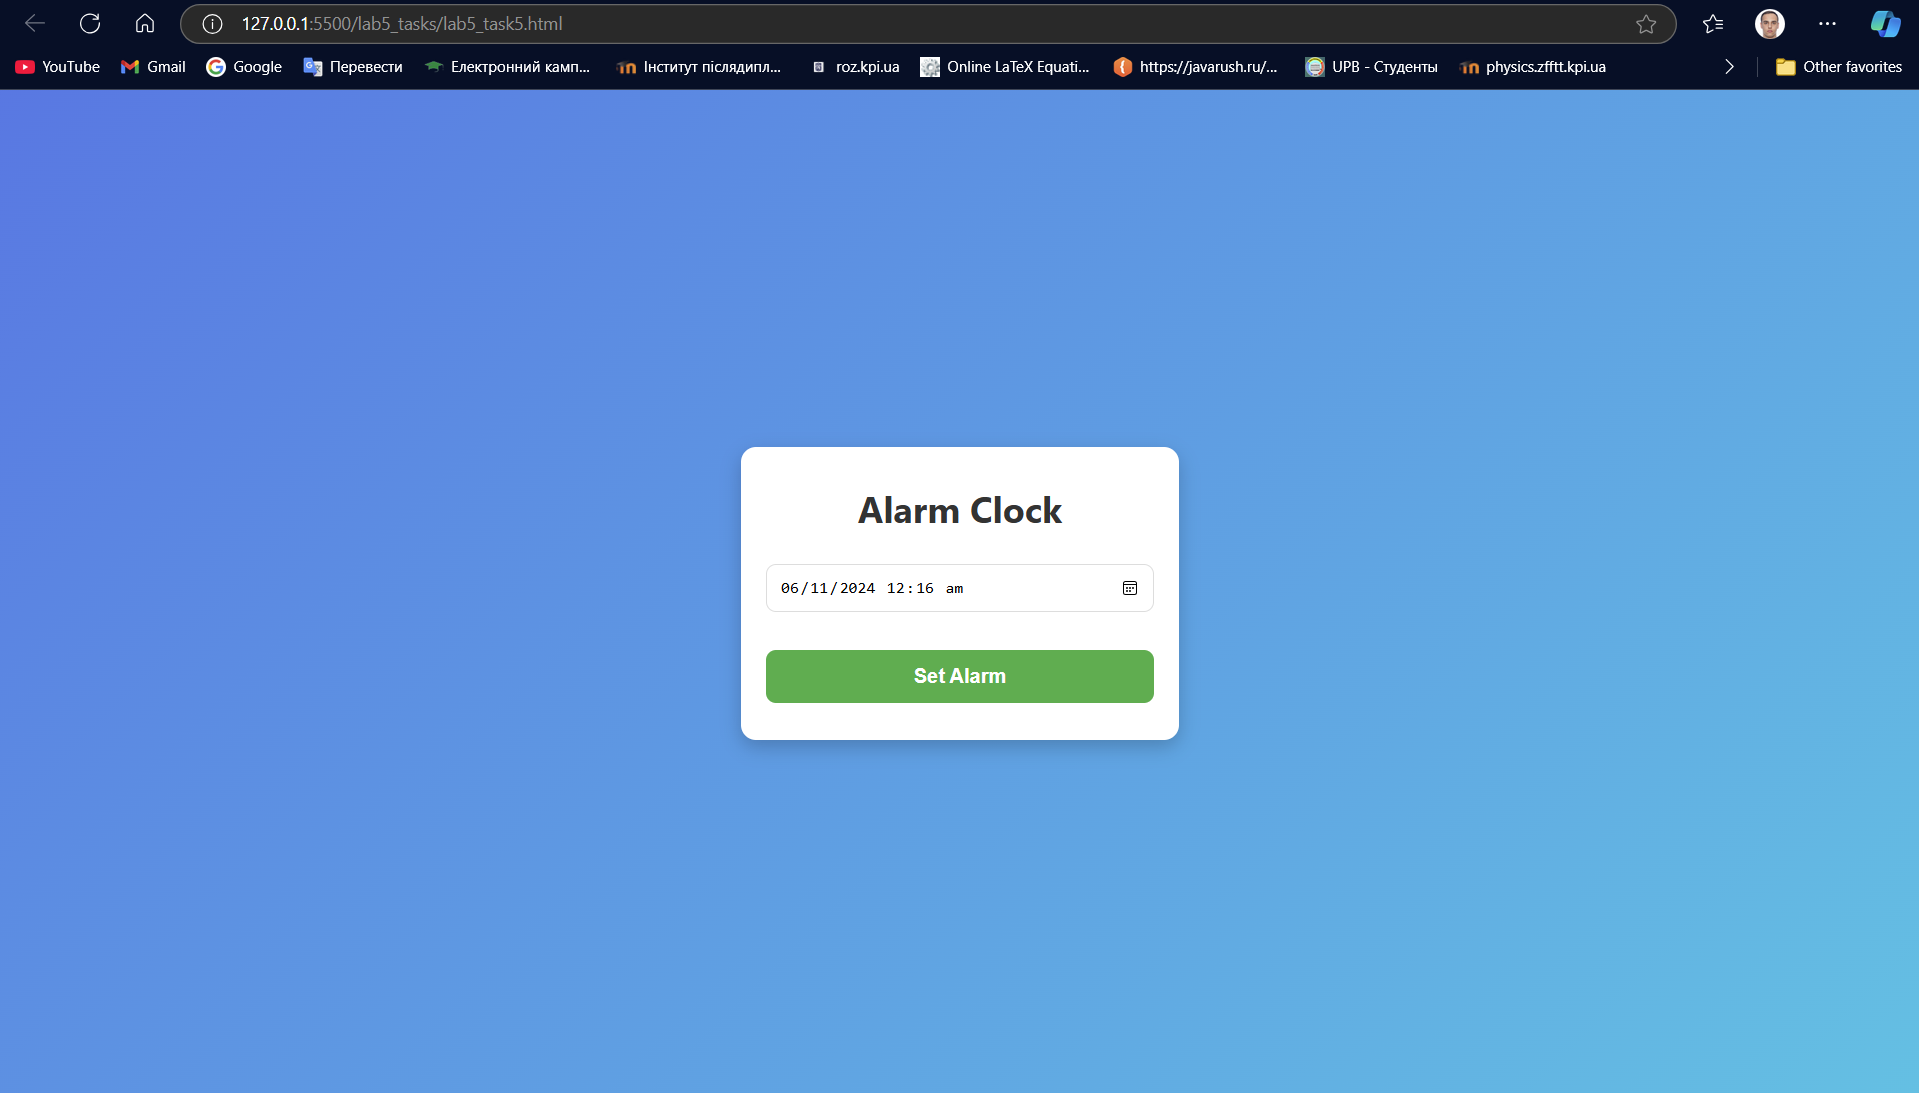 127.0.0.1:5500/lab5_tasks/lab5_task5.html
YouTube Gmail Google Перевести Електронний камп... Інститут післядипл... roz.kpi.ua Online LaTeX Equati... https://javarush.ru/... UPB - Студенты physics.zfftt.kpi.ua Other favorites
Alarm Clock
06/11/2024 12:16 am
Set Alarm